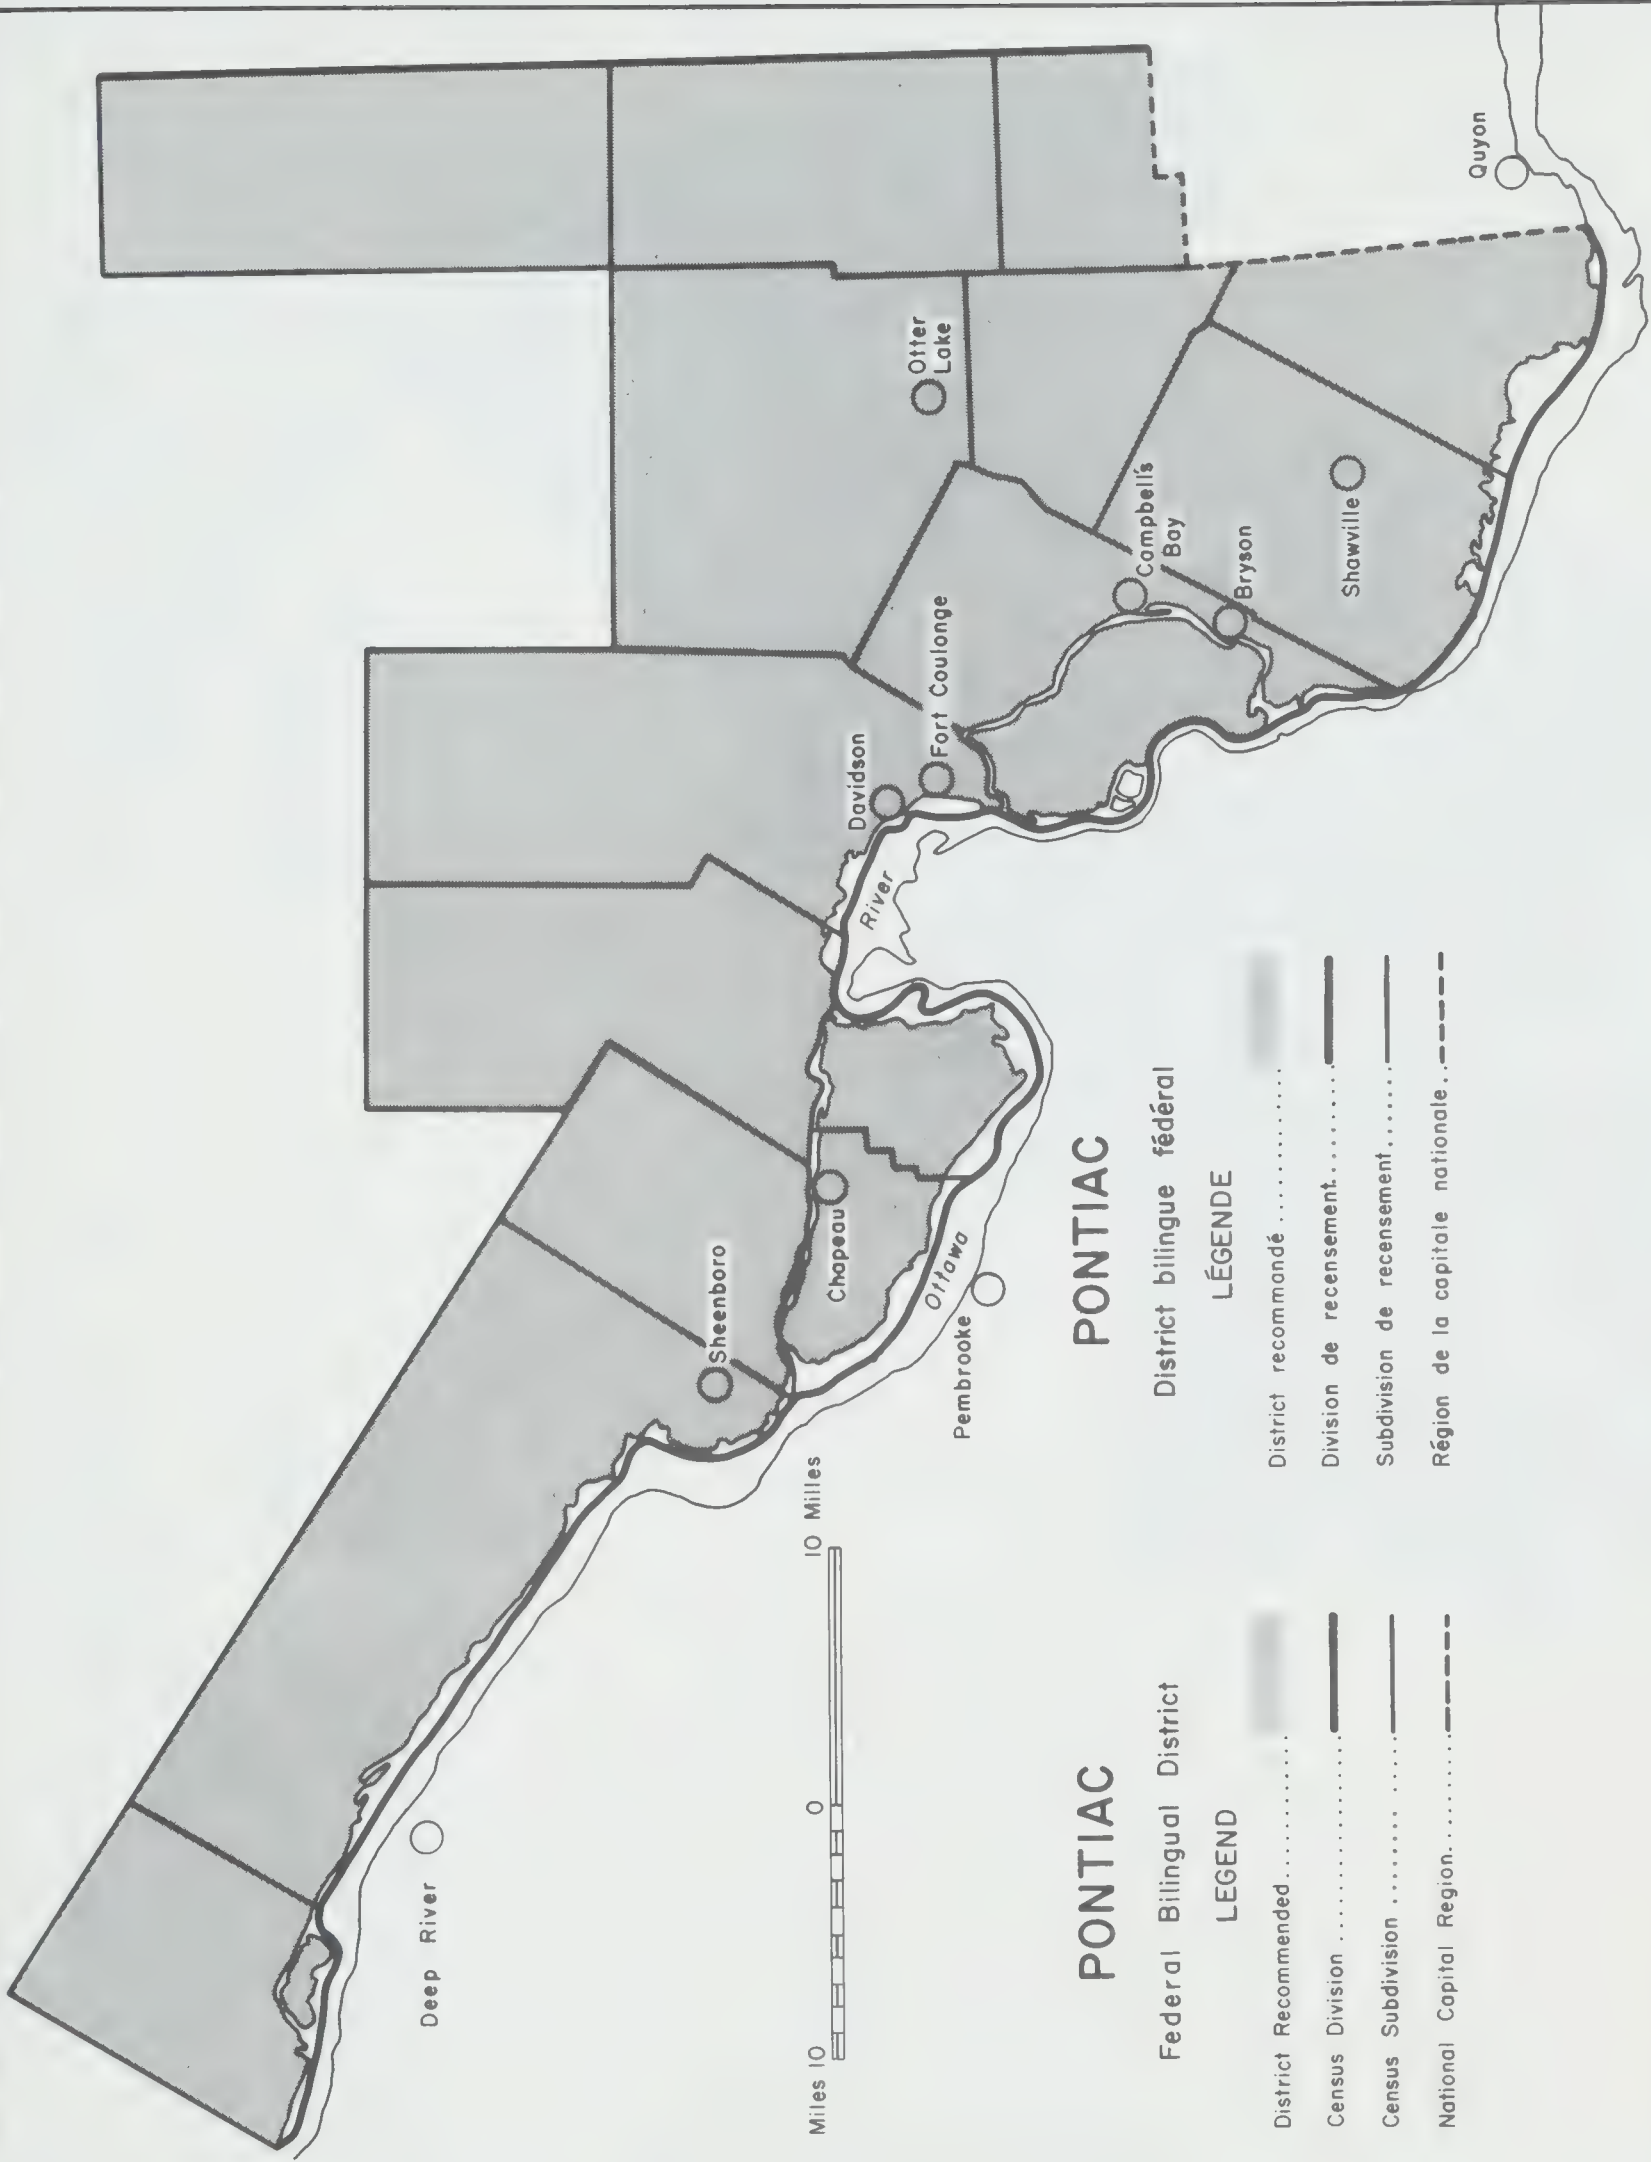 Quyon
Otter
Lake
Campbell's
Bay
Shawville
Bryson
Fort Coulonge
Davidson
River
Chapeau
Sheenboro
Ottawa
Pembrooke
Deep River
Miles 10 0 10 Milles
PONTIAC
Federal Bilingual District
LEGEND
District Recommended
Census Division
Census Subdivision
National Capital Region
PONTIAC
District bilingue fédéral
LÉGENDE
District recommandé
Division de recensement
Subdivision de recensement
Région de la capitale nationale